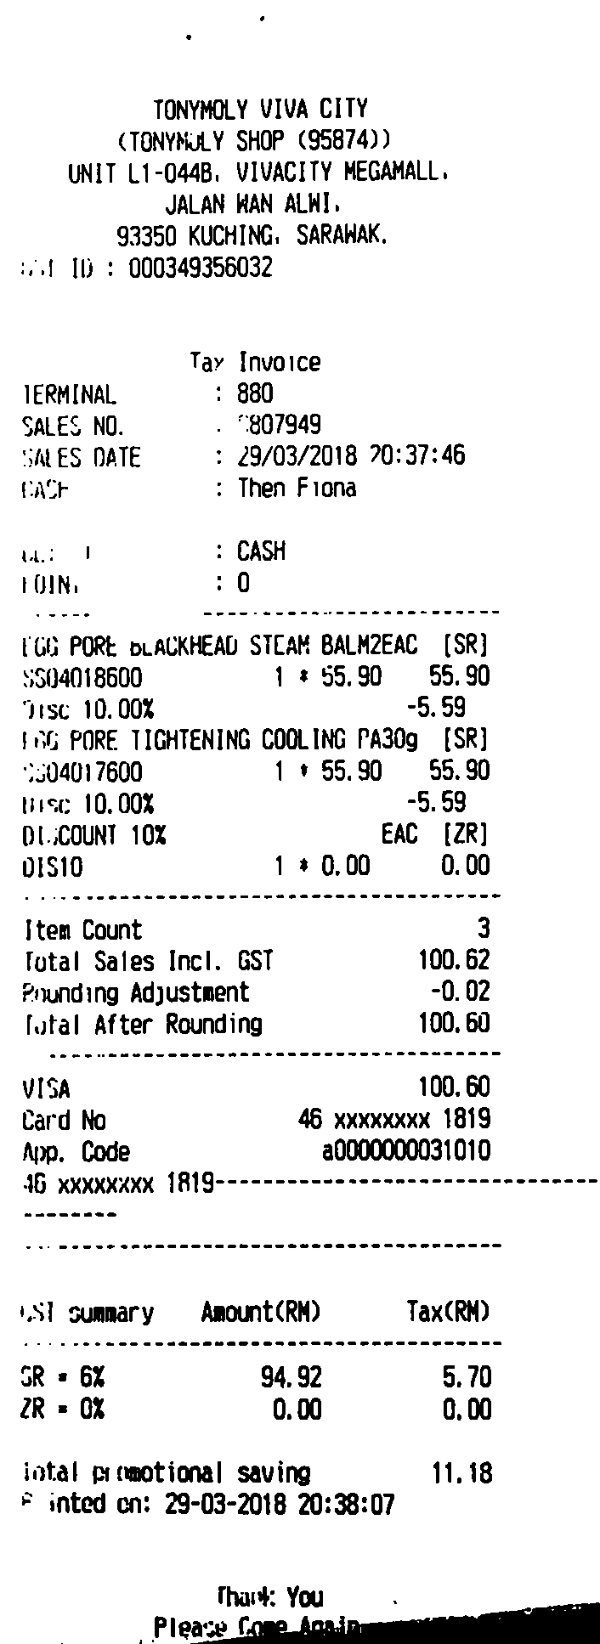 TONYMOLY VIVA CITY
(TONYMOLY SHOP (95874))
UNIT L1-044B, VIVACITY MEGAMALL,
JALAN WAN ALWI,
93350 KUCHING, SARAWAK.
ID : 000349356032
Tax Invoice
TERMINAL : 880
SALES NO. : 807949
SALES DATE : 29/03/2018 20:37:46
CASH : Then Fiona
: CASH
POINT : 0
EGG PORE BLACKHEAD STEAM BALM2EAC [SR]
SS04018600 1 * 55.90 55.90
Disc 10.00% -5.59
EGG PORE TIGHTENING COOLING PA30g [SR]
SS04017600 1 * 55.90 55.90
Disc 10.00% -5.59
DISCOUNT 10% EAC [ZR]
DIS10 1 * 0.00 0.00
Item Count 3
Total Sales Incl. GST 100.62
Rounding Adjustment -0.02
Total After Rounding 100.60
VISA 100.60
Card No 46 xxxxxxxx 1819
App. Code a0000000031010
46 xxxxxxxx 1819--------------------------------
GST summary Amount(RM) Tax(RM)
SR = 6% 94.92 5.70
ZR = 0% 0.00 0.00
Total promotional saving 11.18
Printed on: 29-03-2018 20:38:07
Thank You
Please Come Again